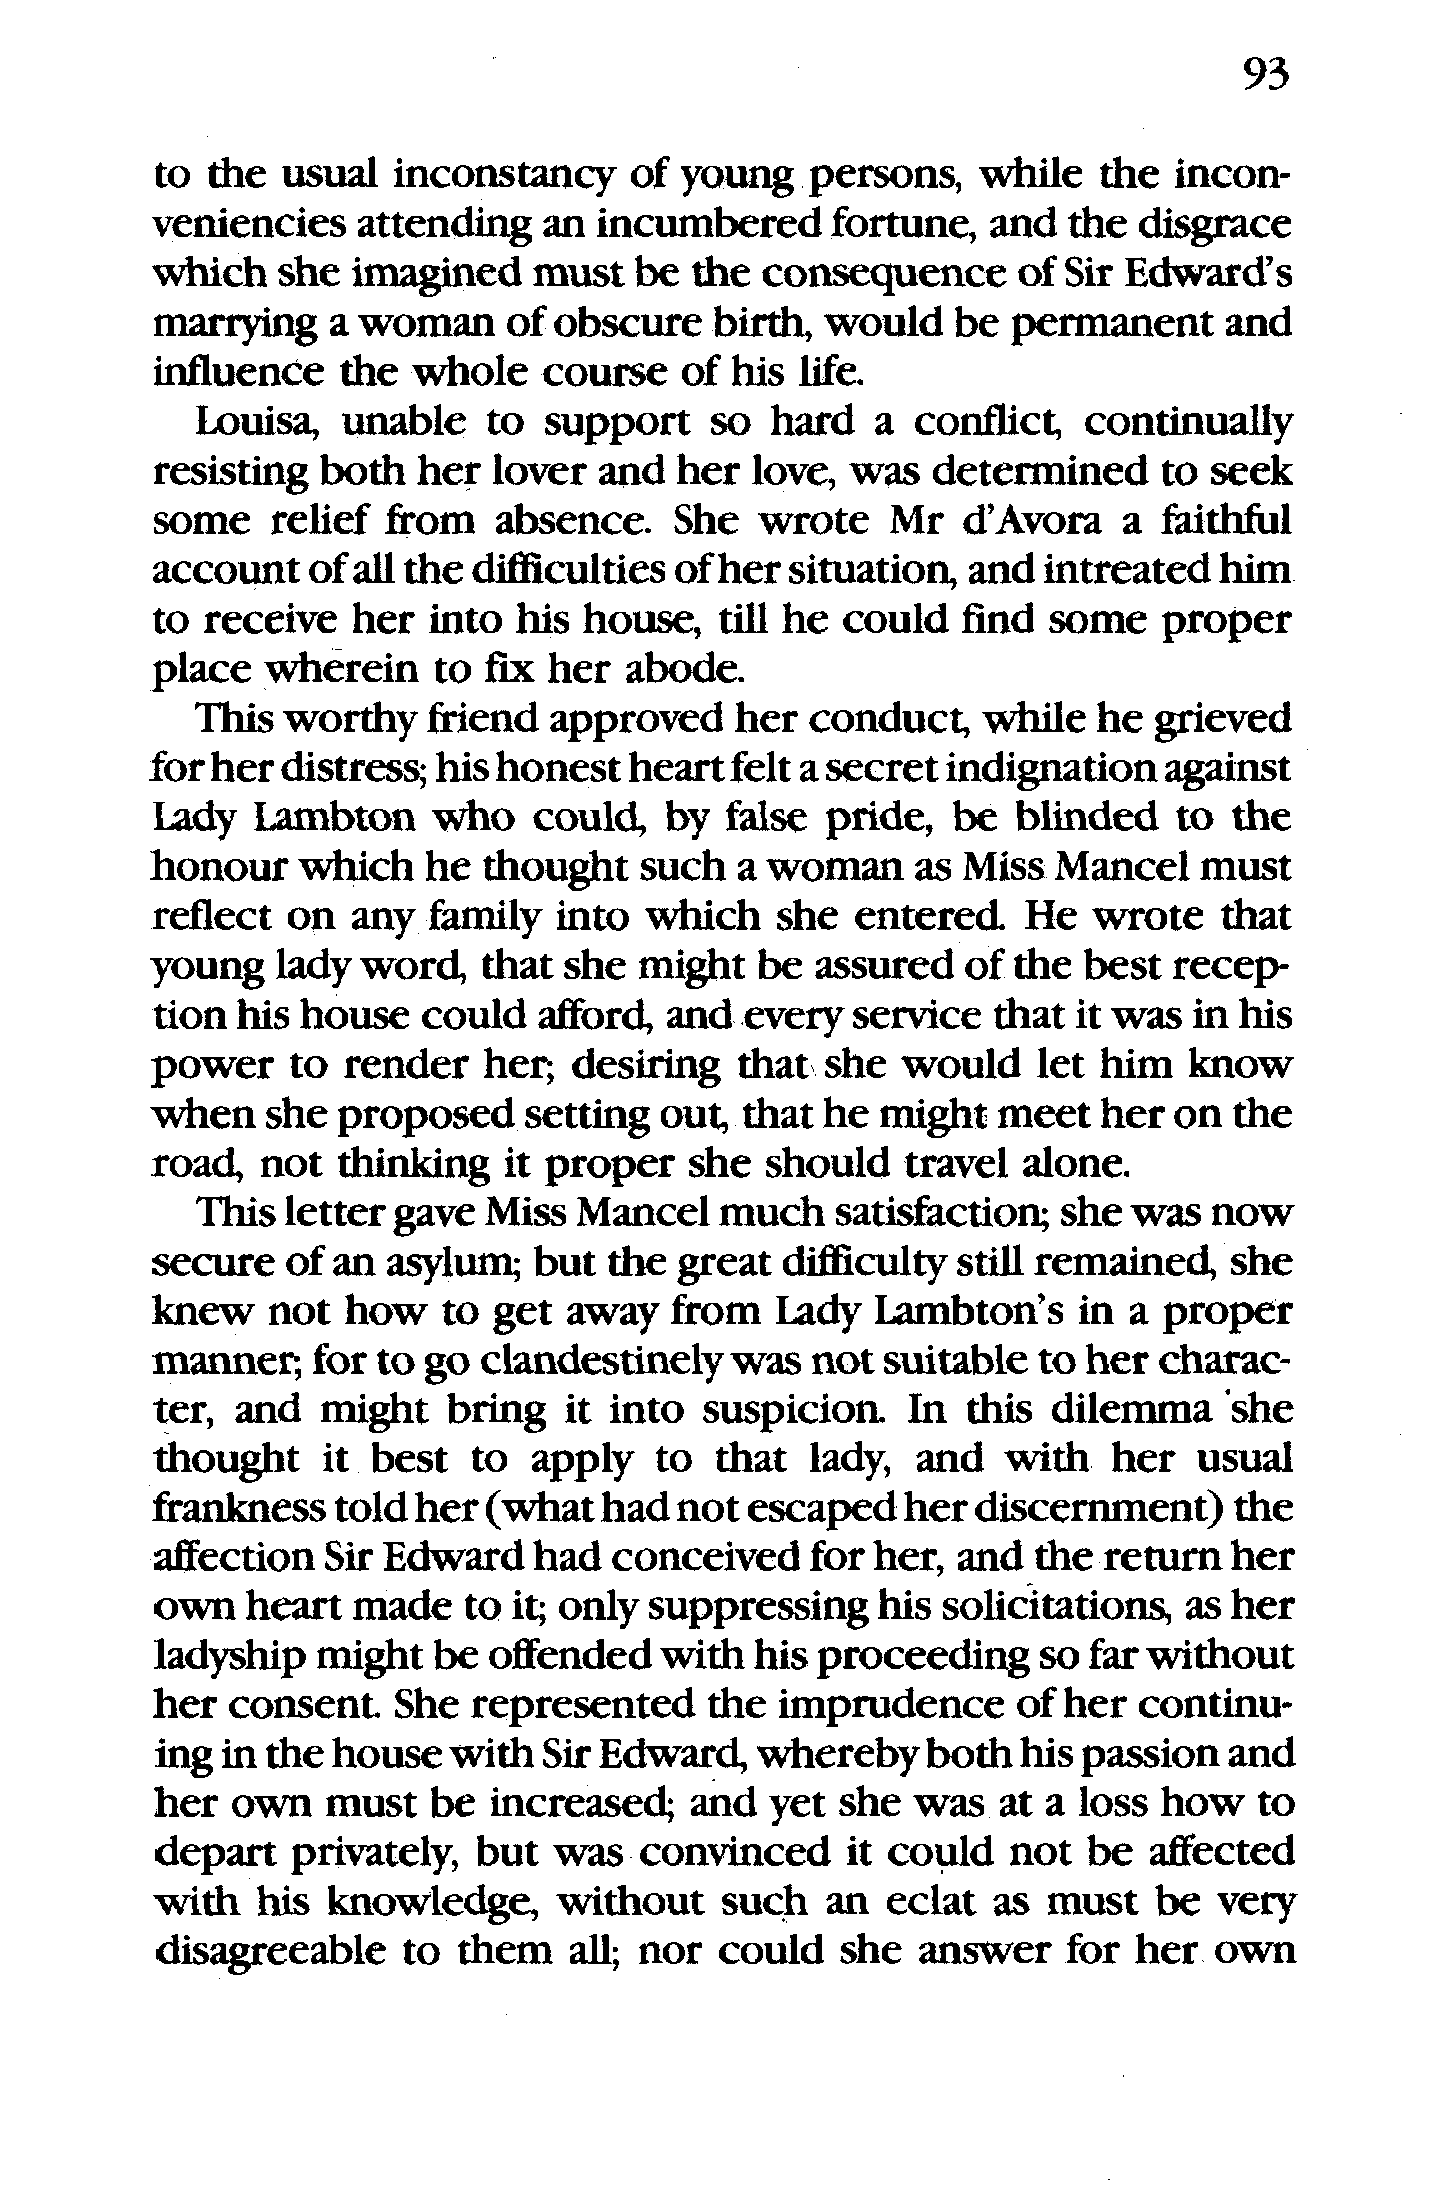 93
to the usual inconstancy of young persons, while the incon-
veniencies attending an incumbered fortune, and the disgrace
which she imagined must be the consequence of Sir Edward's
marrying a woman of obscure birth, would be permanent and
influence the whole course of his life.
Louisa, unable to support so hard a conflict, continually
resisting both her lover and her love, was determined to seek
some relief from absence. She wrote Mr d'Avora a faithful
account of all the difficulties of her situation, and intreated him
to receive her into his house, till he could find some proper
place wherein to fix her abode.
This worthy friend approved her conduct, while he grieved
for her distress; his honest heart felt a secret indignation against
Lady Lambton who could, by false pride, be blinded to the
honour which he thought such a woman as Miss Mancel must
reflect on any family into which she entered. He wrote that
young lady word, that she might be assured of the best recep-
tion his house could afford, and every service that it was in his
power to render her; desiring that she would let him know
when she proposed setting out, that he might meet her on the
road, not thinking it proper she should travel alone.
This letter gave Miss Mancel much satisfaction; she was now
secure of an asylum; but the great difficulty still remained, she
knew not how to get away from Lady Lambton's in a proper
manner; for to go clandestinely was not suitable to her charac-
ter, and might bring it into suspicion. In this dilemma she
thought it best to apply to that lady, and with her usual
frankness told her (what had not escaped her discernment) the
affection Sir Edward had conceived for her, and the return her
own heart made to it; only suppressing his solicitations, as her
ladyship might be offended with his proceeding so far without
her consent. She represented the imprudence of her continu-
ing in the house with Sir Edward, whereby both his passion and
her own must be increased; and yet she was at a loss how to
depart privately, but was convinced it could not be affected
with his knowledge, without such an eclat as must be very
disagreeable to them all; nor could she answer for her own